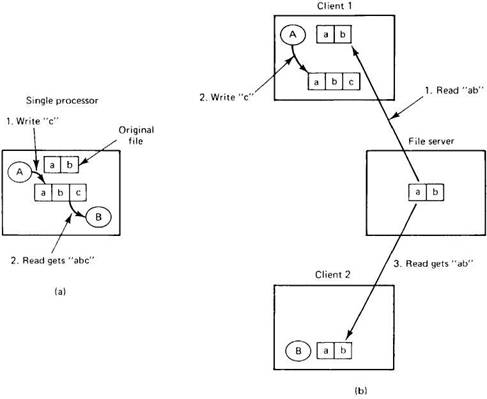 Single processor
1. Write "c"
Original
file
A
a b
a b c
B
2. Read gets "abc"
(a)
Client 1
A
a b
a b c
2. Write "c"
1. Read "ab"
File server
a b
3. Read gets "ab"
Client 2
B
a b
(b)